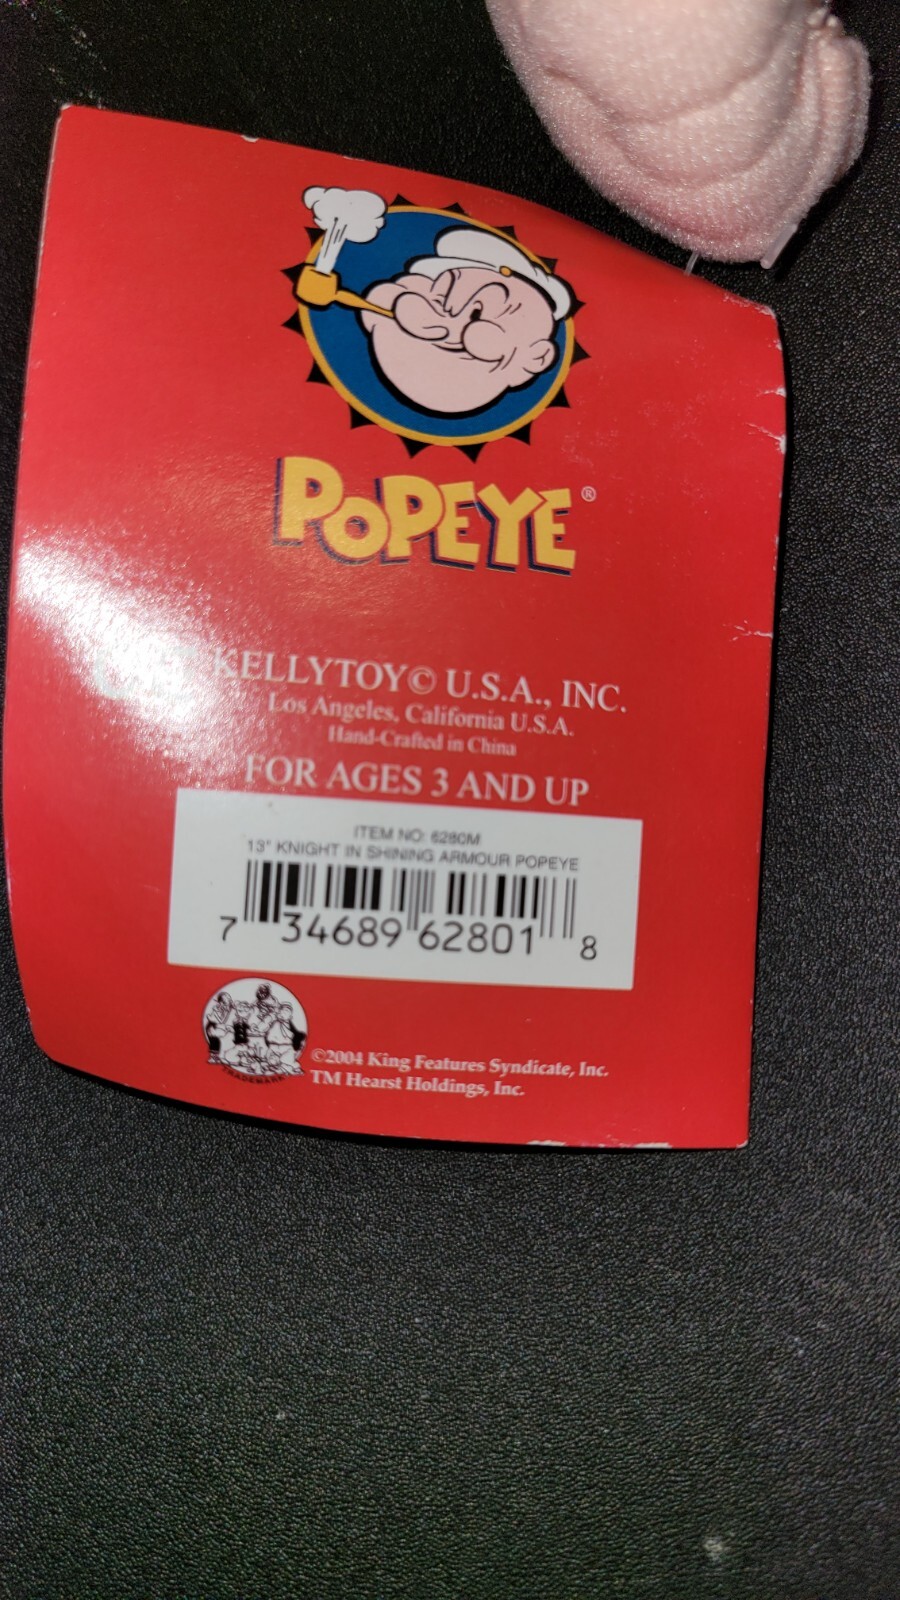 POPEYE®
KELLYTOY© U.S.A., INC.
Los Angeles, California U.S.A.
Hand-Crafted in China
FOR AGES 3 AND UP
ITEM NO: 6280M
13" KNIGHT IN SHINING ARMOUR POPEYE
7 34689 62801 8
TRADEMARK
©2004 King Features Syndicate, Inc.
TM Hearst Holdings, Inc.